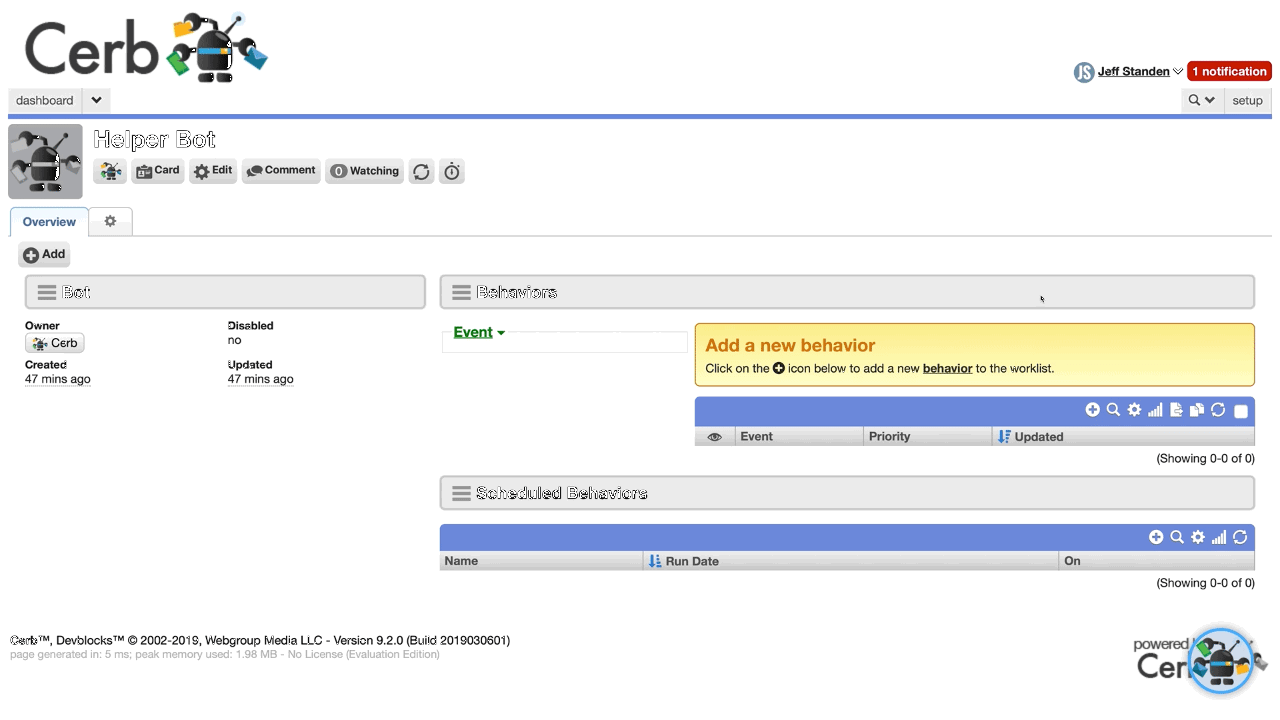 Cerb
JS Jeff Standen 1 notification
dashboard setup
Helper Bot
Card Edit Comment 0 Watching
Overview
Add
Bot
Behaviors
Owner Disabled
Cerb no
Created Updated
47 mins ago 47 mins ago
Event
Add a new behavior
Click on the icon below to add a new behavior to the worklist.
Event Priority Updated
(Showing 0-0 of 0)
Scheduled Behaviors
Name Run Date On
(Showing 0-0 of 0)
Cerb™, Devblocks™ © 2002-2019, Webgroup Media LLC - Version 9.2.0 (Build 2019030601)
page generated in: 5 ms; peak memory used: 1.98 MB - No License (Evaluation Edition)
powered
Cer